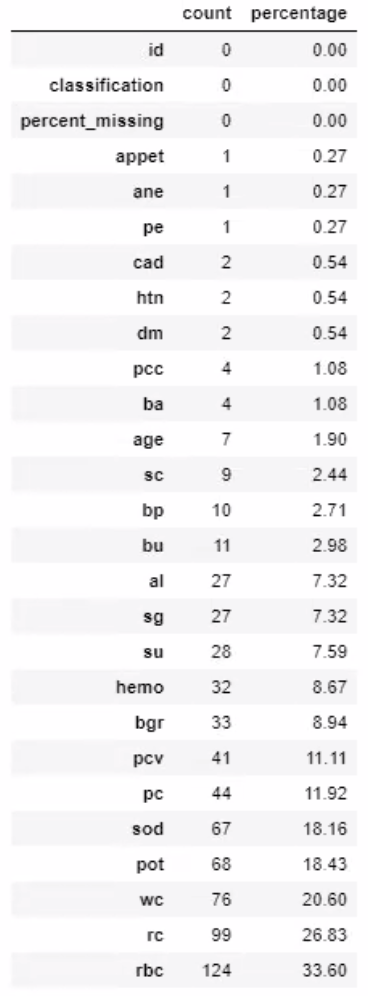 count percentage
id 0 0.00
classification 0 0.00
percent_missing 0 0.00
appet 1 0.27
ane 1 0.27
pe 1 0.27
cad 2 0.54
htn 2 0.54
dm 2 0.54
pcc 4 1.08
ba 4 1.08
age 7 1.90
sc 9 2.44
bp 10 2.71
bu 11 2.98
al 27 7.32
sg 27 7.32
su 28 7.59
hemo 32 8.67
bgr 33 8.94
pcv 41 11.11
pc 44 11.92
sod 67 18.16
pot 68 18.43
wc 76 20.60
rc 99 26.83
rbc 124 33.60